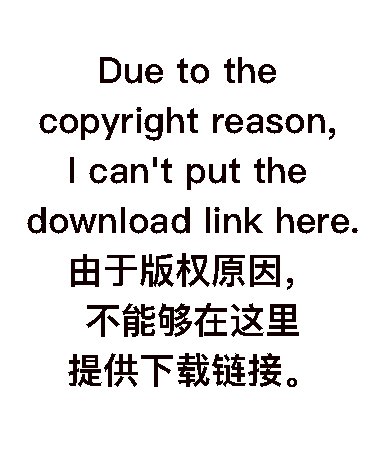 Due to the
copyright reason,
I can't put the
download link here.
由于版权原因，
不能够在这里
提供下载链接。